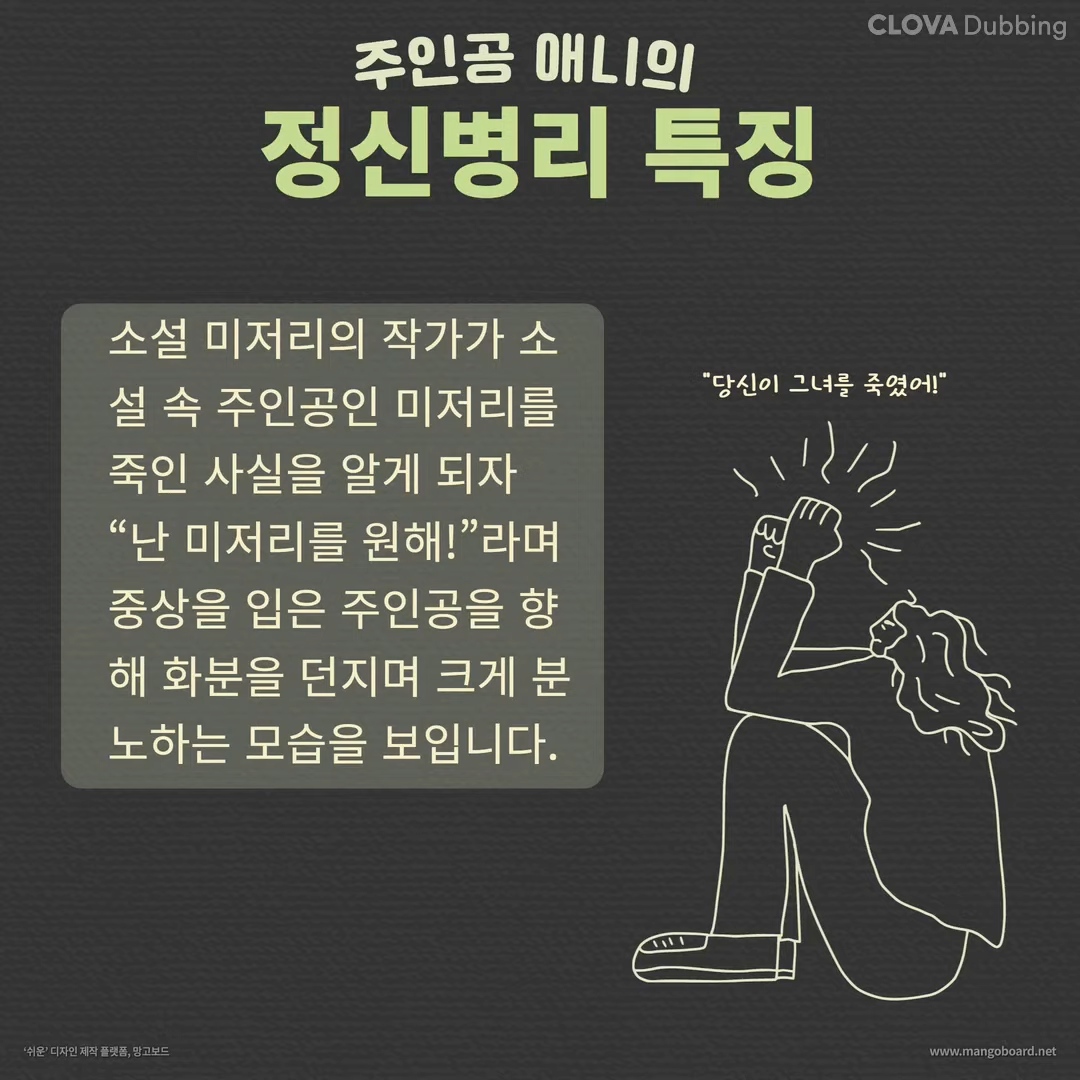 CLOVA Dubbing
주인공 애니의
정신병리 특징
소설 미저리의 작가가 소
설 속 주인공인 미저리를
죽인 사실을 알게 되자
“난 미저리를 원해!”라며
중상을 입은 주인공을 향
해 화분을 던지며 크게 분
노하는 모습을 보입니다.
"당신이 그녀를 죽였어!"
‘쉬운’ 디자인 제작 플랫폼, 망고보드
www.mangoboard.net